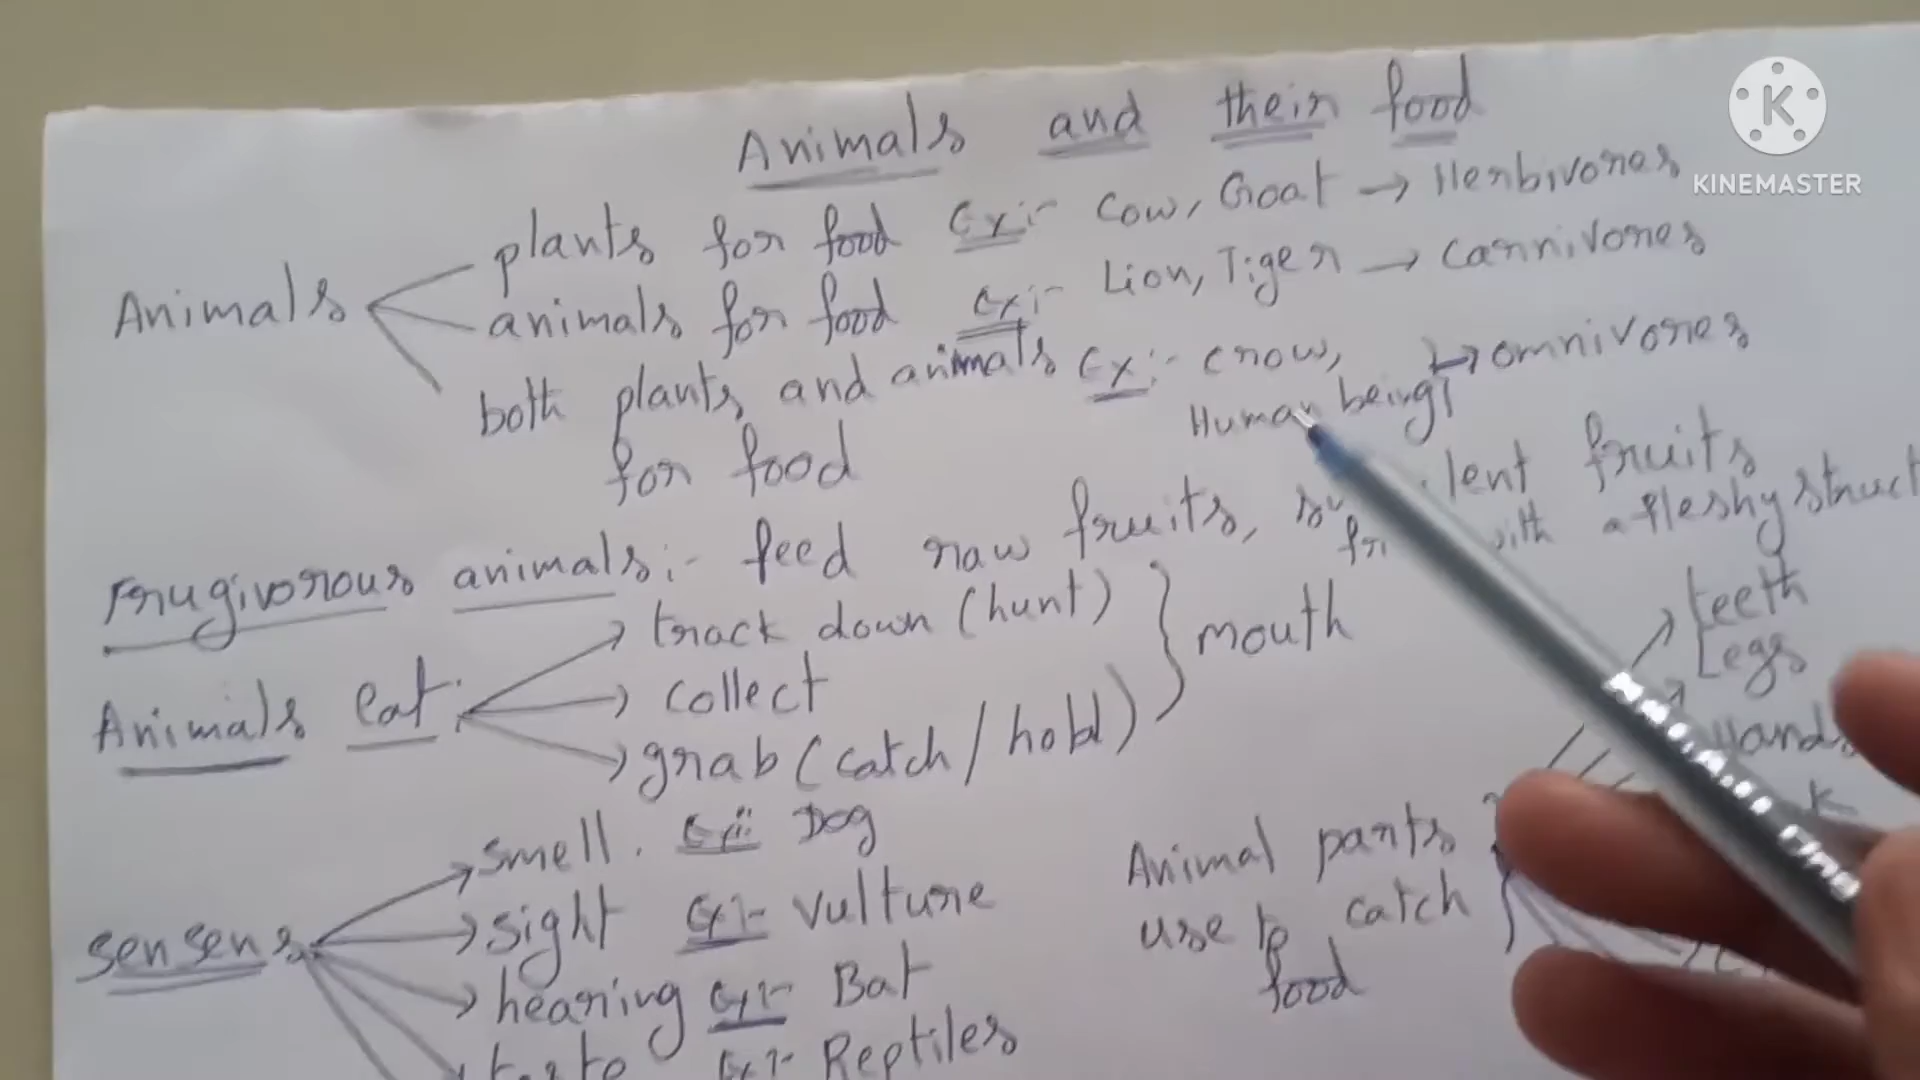 Animals and their food
KINEMASTER
plants for food Ex:- Cow, Goat → Herbivores
Animals animals for food Ex:- Lion, Tiger → Carnivores
both plants and animals Ex:- crow, → omnivores
for food Human beings
Frugivorous animals:- feed raw fruits, fruits
with a fleshy
Animals eat: → track down (hunt)
→ collect mouth
→ grab (catch/hold)
→ teeth
Legs
Hands
sensens → smell. Ex:- Dog
→ sight Ex:- vulture
→ hearing Ex:- Bat
Ex:- Reptiles
Animal parts
use to catch
food